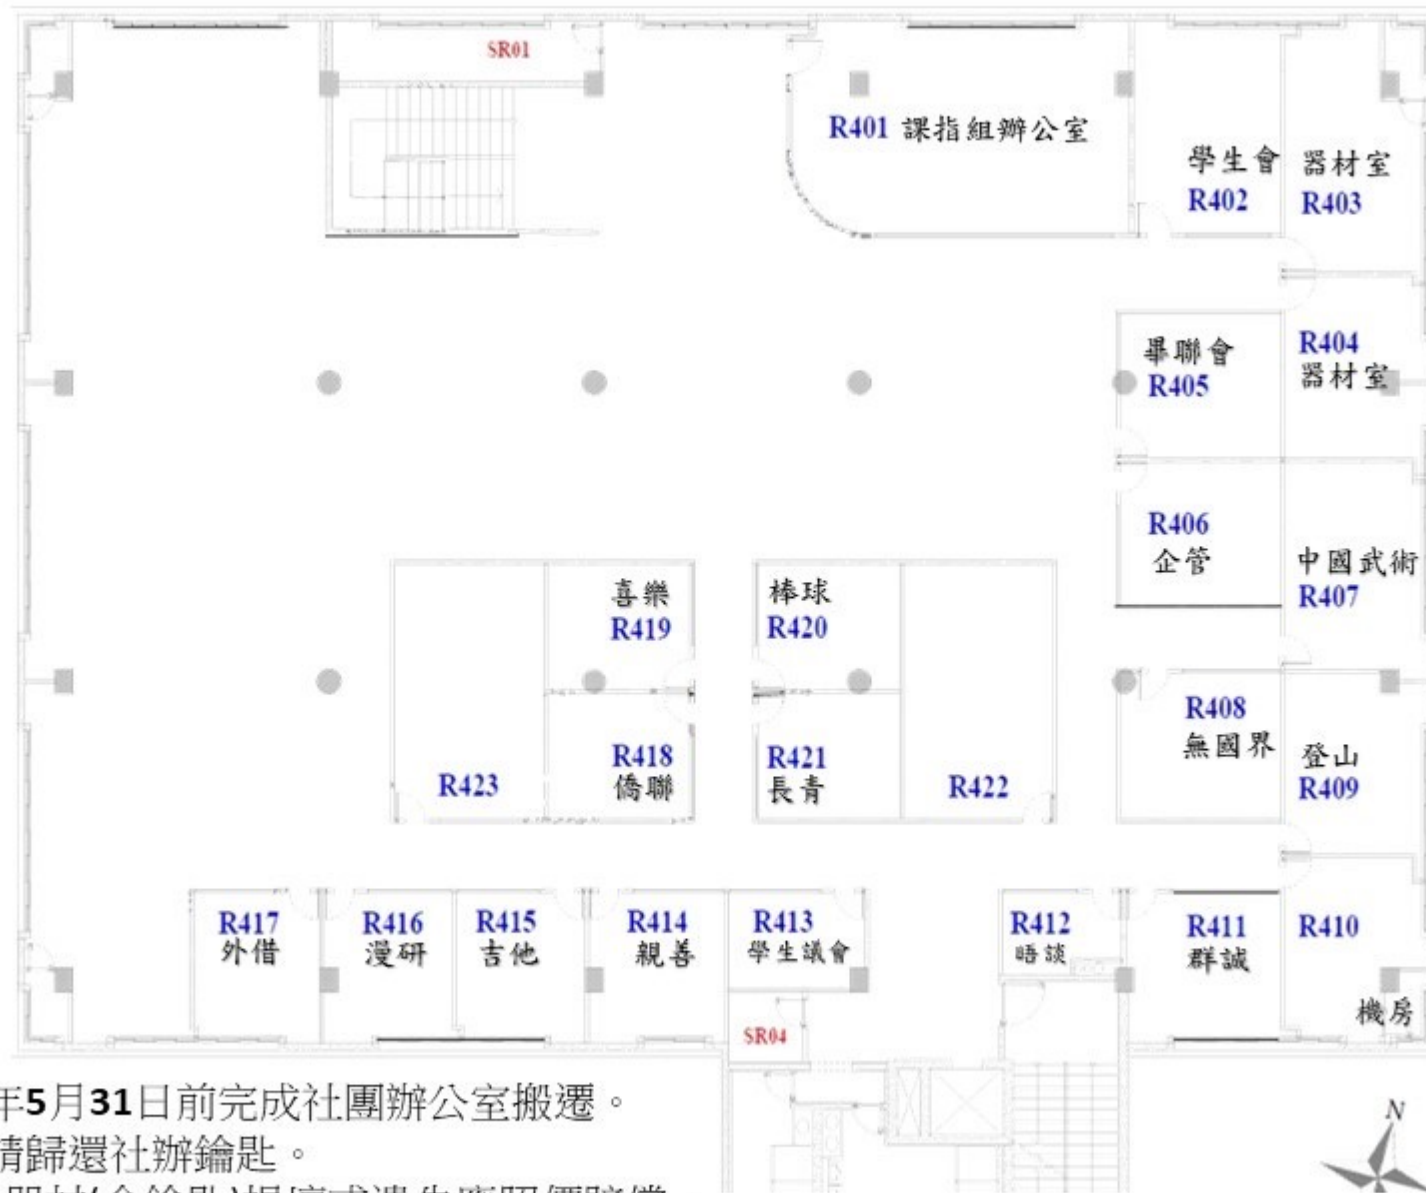 SR01
R401 課指組辦公室
學生會
R402
器材室
R403
R404
器材室
畢聯會
R405
R406
企管
中國武術
R407
喜樂
R419
棒球
R420
R408
無國界
登山
R409
R423
R418
僑聯
R421
長青
R422
R417
外借
R416
漫研
R415
吉他
R414
親善
R413
學生議會
R412
晤談
R411
群誠
R410
機房
SR04
年5月31日前完成社團辦公室搬遷。
請歸還社辦鑰匙。
N